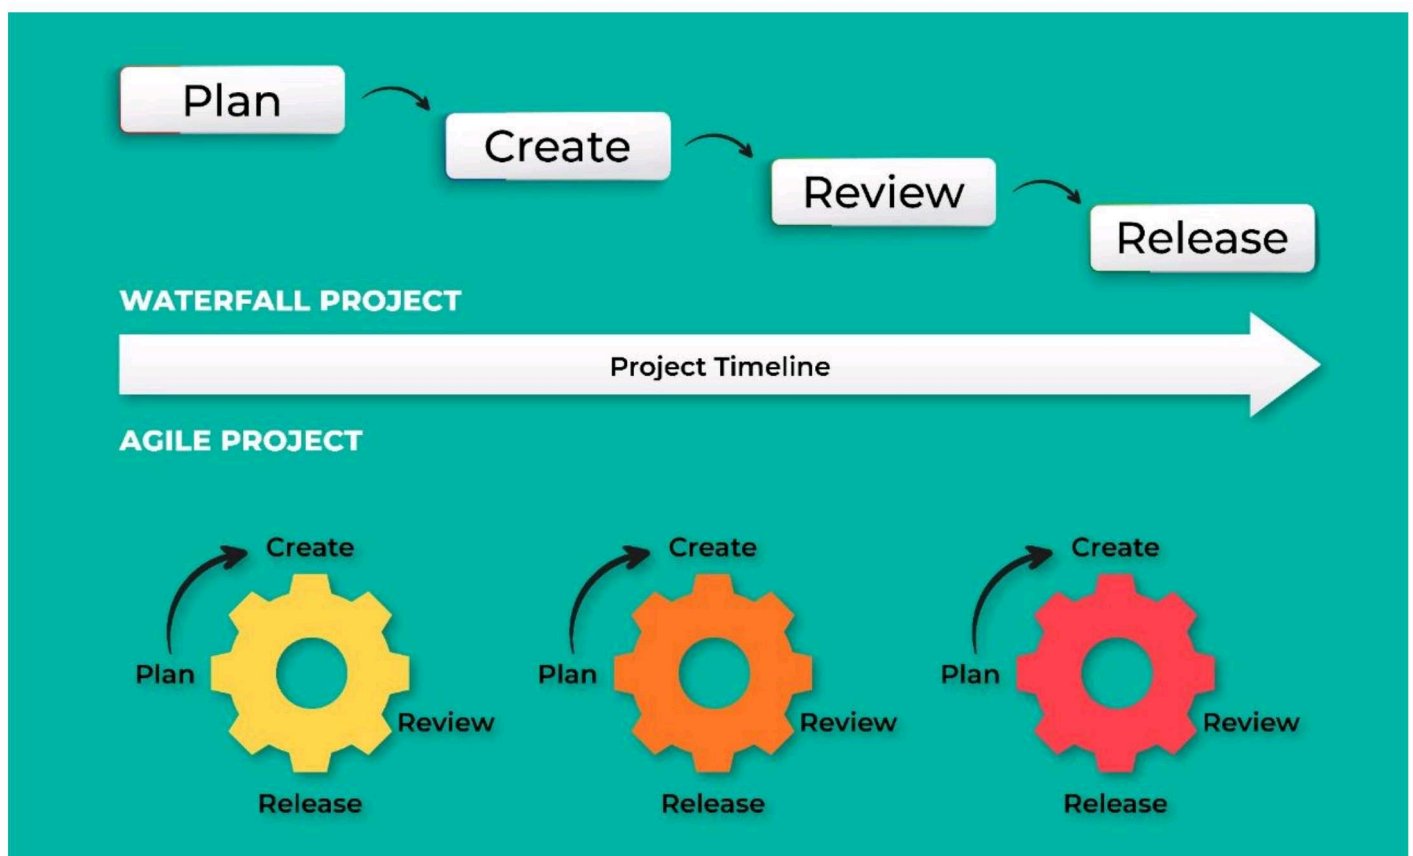 Plan
Create
Review
Release
WATERFALL PROJECT
Project Timeline
AGILE PROJECT
Create
Plan
Review
Release
Create
Plan
Review
Release
Create
Plan
Review
Release